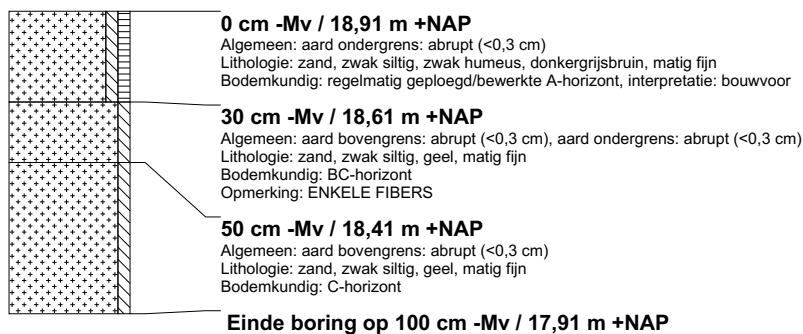 0 cm -Mv / 18,91 m +NAP
Algemeen: aard ondergrens: abrupt (<0,3 cm)
Lithologie: zand, zwak siltig, zwak humeus, donkergrijsbruin, matig fijn
Bodemkundig: regelmatig geploegd/bewerkte A-horizont, interpretatie: bouwvoor
30 cm -Mv / 18,61 m +NAP
Algemeen: aard bovengrens: abrupt (<0,3 cm), aard ondergrens: abrupt (<0,3 cm)
Lithologie: zand, zwak siltig, geel, matig fijn
Bodemkundig: BC-horizont
Opmerking: ENKELE FIBERS
50 cm -Mv / 18,41 m +NAP
Algemeen: aard bovengrens: abrupt (<0,3 cm)
Lithologie: zand, zwak siltig, geel, matig fijn
Bodemkundig: C-horizont
Einde boring op 100 cm -Mv / 17,91 m +NAP